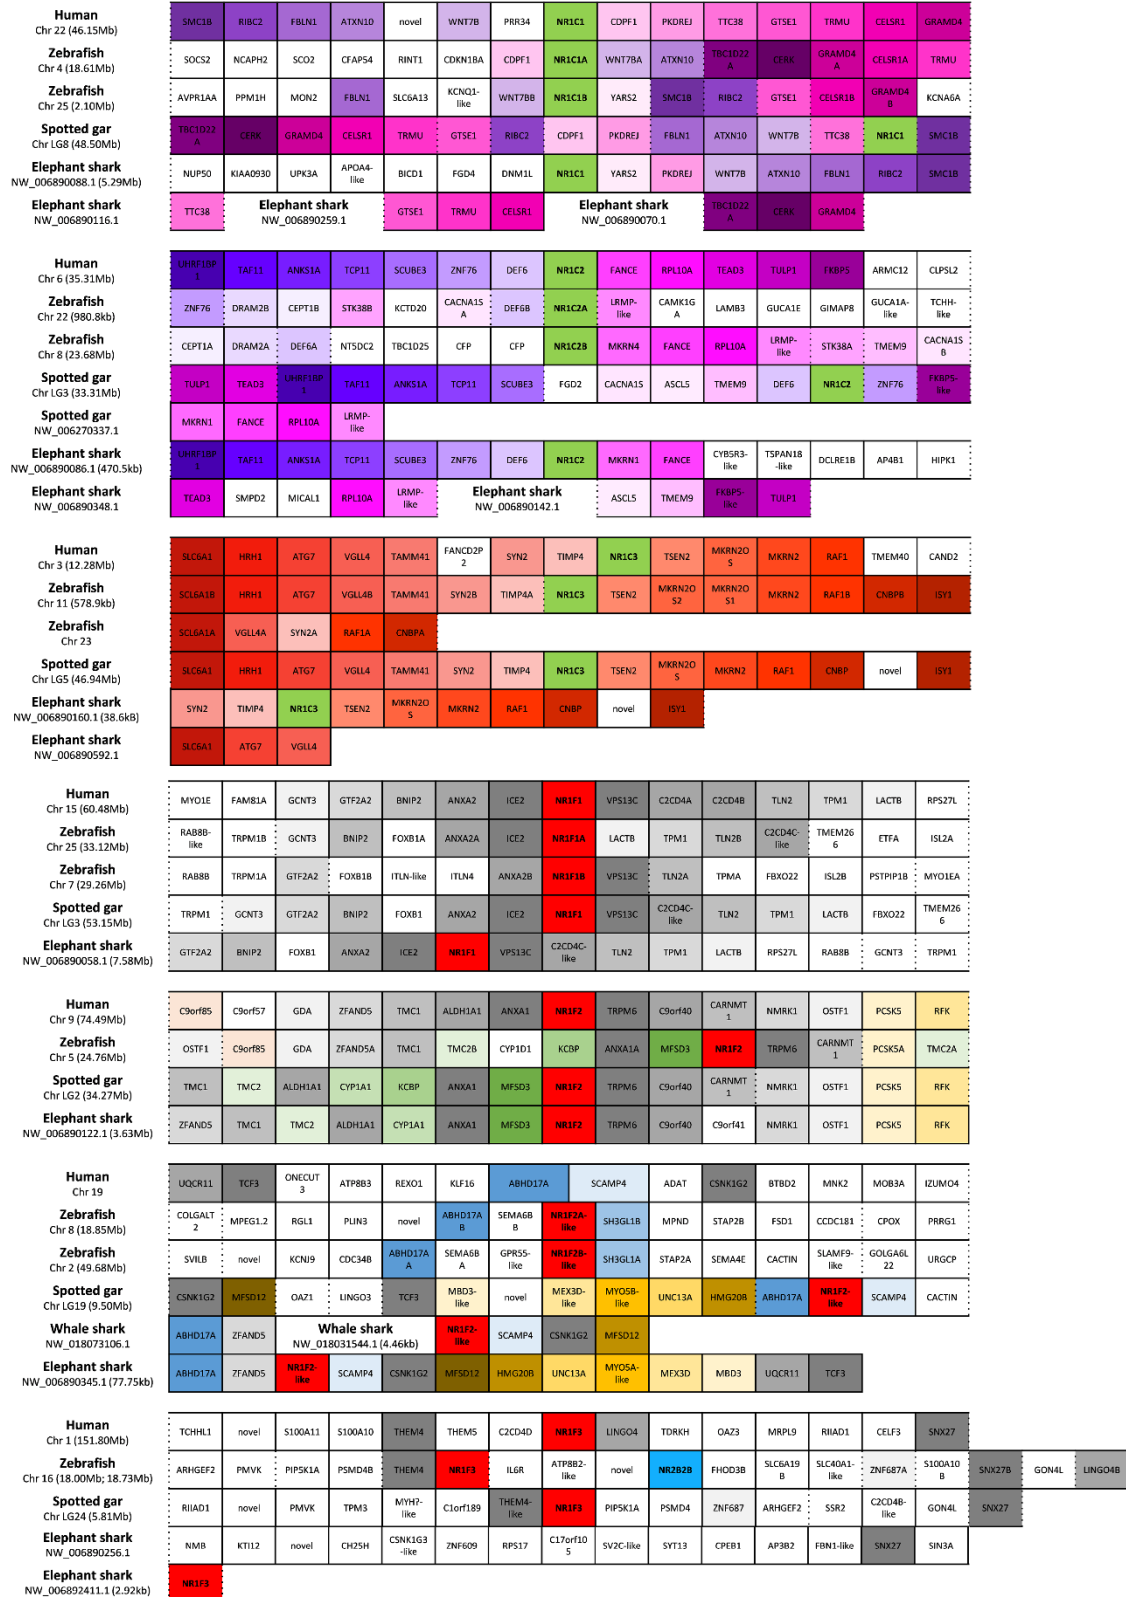 Human
Chr 22 (46.15Mb)
SMC1B RIBC2 FBLN1 ATXN10 novel WNT7B PRR34 NR1C1 CDPF1 PKDREJ TTC38 GTSE1 TRMU CELSR1 GRAMD4
Zebrafish
Chr 4 (18.61Mb)
SOCS2 NCAPH2 SCO2 CFAP54 RINT1 CDKN1BA CDPF1 NR1C1A WNT7BA ATXN10 TBC1D22A CERK GRAMD4A CELSR1A TRMU
Zebrafish
Chr 25 (2.10Mb)
AVPR1AA PPM1H MON2 FBLN1 SLC6A13 KCNQ1-like WNT7BB NR1C1B YARS2 SMC1B RIBC2 GTSE1 CELSR1B GRAMD4B KCNA6A
Spotted gar
Chr LG8 (48.50Mb)
TBC1D22A CERK GRAMD4 CELSR1 TRMU GTSE1 RIBC2 CDPF1 PKDREJ FBLN1 ATXN10 WNT7B TTC38 NR1C1 SMC1B
Elephant shark
NW_006890088.1 (5.29Mb)
NUP50 KIAA0930 UPK3A APOA4-like BICD1 FGD4 DNM1L NR1C1 YARS2 PKDREJ WNT7B ATXN10 FBLN1 RIBC2 SMC1B
Elephant shark
NW_006890116.1
TTC38
Elephant shark
NW_006890259.1
GTSE1 TRMU CELSR1
Elephant shark
NW_006890070.1
TBC1D22A CERK GRAMD4
Human
Chr 6 (35.31Mb)
UHRF1BP1 TAF11 ANKS1A TCP11 SCUBE3 ZNF76 DEF6 NR1C2 FANCE RPL10A TEAD3 TULP1 FKBP5 ARMC12 CLPSL2
Zebrafish
Chr 22 (980.8kb)
ZNF76 DRAM2B CEPT1B STK38B KCTD20 CACNA1SA DEF6B NR1C2A LRMP-like CAMK1GA LAMB3 GUCA1E GIMAP8 GUCA1A-like TCHH-like
Zebrafish
Chr 8 (23.68Mb)
CEPT1A DRAM2A DEF6A NT5DC2 TBC1D25 CFP CFP NR1C2B MKRN4 FANCE RPL10A LRMP-like STK38A TMEM9 CACNA1SB
Spotted gar
Chr LG3 (33.31Mb)
TULP1 TEAD3 UHRF1BP1 TAF11 ANKS1A TCP11 SCUBE3 FGD2 CACNA1S ASCL5 TMEM9 DEF6 NR1C2 ZNF76 FKBP5-like
Spotted gar
NW_006270337.1
MKRN1 FANCE RPL10A LRMP-like
Elephant shark
NW_006890086.1 (470.5kb)
UHRF1BP1 TAF11 ANKS1A TCP11 SCUBE3 ZNF76 DEF6 NR1C2 MKRN1 FANCE CYB5R3-like TSPAN18-like DCLRE1B AP4B1 HIPK1
Elephant shark
NW_006890348.1
TEAD3 SMPD2 MICAL1 RPL10A LRMP-like
Elephant shark
NW_006890142.1
ASCL5 TMEM9 FKBP5-like TULP1
Human
Chr 3 (12.28Mb)
SLC6A1 HRH1 ATG7 VGLL4 TAMM41 FANCD2P2 SYN2 TIMP4 NR1C3 TSEN2 MKRN2OS MKRN2 RAF1 TMEM40 CAND2
Zebrafish
Chr 11 (578.9kb)
SCL6A1B HRH1 ATG7 VGLL4B TAMM41 SYN2B TIMP4A NR1C3 TSEN2 MKRN2OS2 MKRN2OS1 MKRN2 RAF1B CNBPB ISY1
Zebrafish
Chr 23
SCL6A1A VGLL4A SYN2A RAF1A CNBPA
Spotted gar
Chr LG5 (46.94Mb)
SLC6A1 HRH1 ATG7 VGLL4 TAMM41 SYN2 TIMP4 NR1C3 TSEN2 MKRN2OS MKRN2 RAF1 CNBP novel ISY1
Elephant shark
NW_006890160.1 (38.6kB)
SYN2 TIMP4 NR1C3 TSEN2 MKRN2OS MKRN2 RAF1 CNBP novel ISY1
Elephant shark
NW_006890592.1
SLC6A1 ATG7 VGLL4
Human
Chr 15 (60.48Mb)
MYO1E FAM81A GCNT3 GTF2A2 BNIP2 ANXA2 ICE2 NR1F1 VPS13C C2CD4A C2CD4B TLN2 TPM1 LACTB RPS27L
Zebrafish
Chr 25 (33.12Mb)
RAB8B-like TRPM1B GCNT3 BNIP2 FOXB1A ANXA2A ICE2 NR1F1A LACTB TPM1 TLN2B C2CD4C-like TMEM266 ETFA ISL2A
Zebrafish
Chr 7 (29.26Mb)
RAB8B TRPM1A GTF2A2 FOXB1B ITLN-like ITLN4 ANXA2B NR1F1B VPS13C TLN2A TPMA FBXO22 ISL2B PSTPIP1B MYO1EA
Spotted gar
Chr LG3 (53.15Mb)
TRPM1 GCNT3 GTF2A2 BNIP2 FOXB1 ANXA2 ICE2 NR1F1 VPS13C C2CD4C-like TLN2 TPM1 LACTB FBXO22 TMEM266
Elephant shark
NW_006890058.1 (7.58Mb)
GTF2A2 BNIP2 FOXB1 ANXA2 ICE2 NR1F1 VPS13C C2CD4C-like TLN2 TPM1 LACTB RPS27L RAB8B GCNT3 TRPM1
Human
Chr 9 (74.49Mb)
C9orf85 C9orf57 GDA ZFAND5 TMC1 ALDH1A1 ANXA1 NR1F2 TRPM6 C9orf40 CARNMT1 NMRK1 OSTF1 PCSK5 RFK
Zebrafish
Chr 5 (24.76Mb)
OSTF1 C9orf85 GDA ZFAND5A TMC1 TMC2B CYP1D1 KCBP ANXA1A MFSD3 NR1F2 TRPM6 CARNMT1 PCSK5A TMC2A
Spotted gar
Chr LG2 (34.27Mb)
TMC1 TMC2 ALDH1A1 CYP1A1 KCBP ANXA1 MFSD3 NR1F2 TRPM6 C9orf40 CARNMT1 NMRK1 OSTF1 PCSK5 RFK
Elephant shark
NW_006890122.1 (3.63Mb)
ZFAND5 TMC1 TMC2 ALDH1A1 CYP1A1 ANXA1 MFSD3 NR1F2 TRPM6 C9orf40 C9orf41 NMRK1 OSTF1 PCSK5 RFK
Human
Chr 19
UQCR11 TCF3 ONECUT3 ATP8B3 REXO1 KLF16 ABHD17A SCAMP4 ADAT CSNK1G2 BTBD2 MNK2 MOB3A IZUMO4
Zebrafish
Chr 8 (18.85Mb)
COLGALT2 MPEG1.2 RGL1 PLIN3 novel ABHD17AB SEMA6BB NR1F2A-like SH3GL1B MPND STAP2B FSD1 CCDC181 CPOX PRRG1
Zebrafish
Chr 2 (49.68Mb)
SVILB novel KCNJ9 CDC34B ABHD17AA SEMA6BA GPR55-like NR1F2B-like SH3GL1A STAP2A SEMA4E CACTIN SLAMF9-like GOLGA6L22 URGCP
Spotted gar
Chr LG19 (9.50Mb)
CSNK1G2 MFSD12 OAZ1 LINGO3 TCF3 MBD3-like novel MEX3D-like MYO5B-like UNC13A HMG20B ABHD17A NR1F2-like SCAMP4 CACTIN
Whale shark
NW_018073106.1
ABHD17A ZFAND5
Whale shark
NW_018031544.1 (4.46kb)
NR1F2-like SCAMP4 CSNK1G2 MFSD12
Elephant shark
NW_006890345.1 (77.75kb)
ABHD17A ZFAND5 NR1F2-like SCAMP4 CSNK1G2 MFSD12 HMG20B UNC13A MYO5A-like MEX3D MBD3 UQCR11 TCF3
Human
Chr 1 (151.80Mb)
TCHHL1 novel S100A11 S100A10 THEM4 THEM5 C2CD4D NR1F3 LINGO4 TDRKH OAZ3 MRPL9 RIIAD1 CELF3 SNX27
Zebrafish
Chr 16 (18.00Mb; 18.73Mb)
ARHGEF2 PMVK PIP5K1A PSMD4B THEM4 NR1F3 IL6R ATP8B2-like novel NR2B2B FHOD3B SLC6A19B SLC40A1-like ZNF687A S100A10B SNX27B GON4L LINGO4B
Spotted gar
Chr LG24 (5.81Mb)
RIIAD1 novel PMVK TPM3 MYH?-like C1orf189 THEM4-like NR1F3 PIP5K1A PSMD4 ZNF687 ARHGEF2 SSR2 C2CD4B-like GON4L SNX27
Elephant shark
NW_006890256.1
NMB KTI12 novel CH25H CSNK1G3-like ZNF609 RPS17 C17orf105 SV2C-like SYT13 CPEB1 AP3B2 FBN1-like SNX27 SIN3A
Elephant shark
NW_006892411.1 (2.92kb)
NR1F3